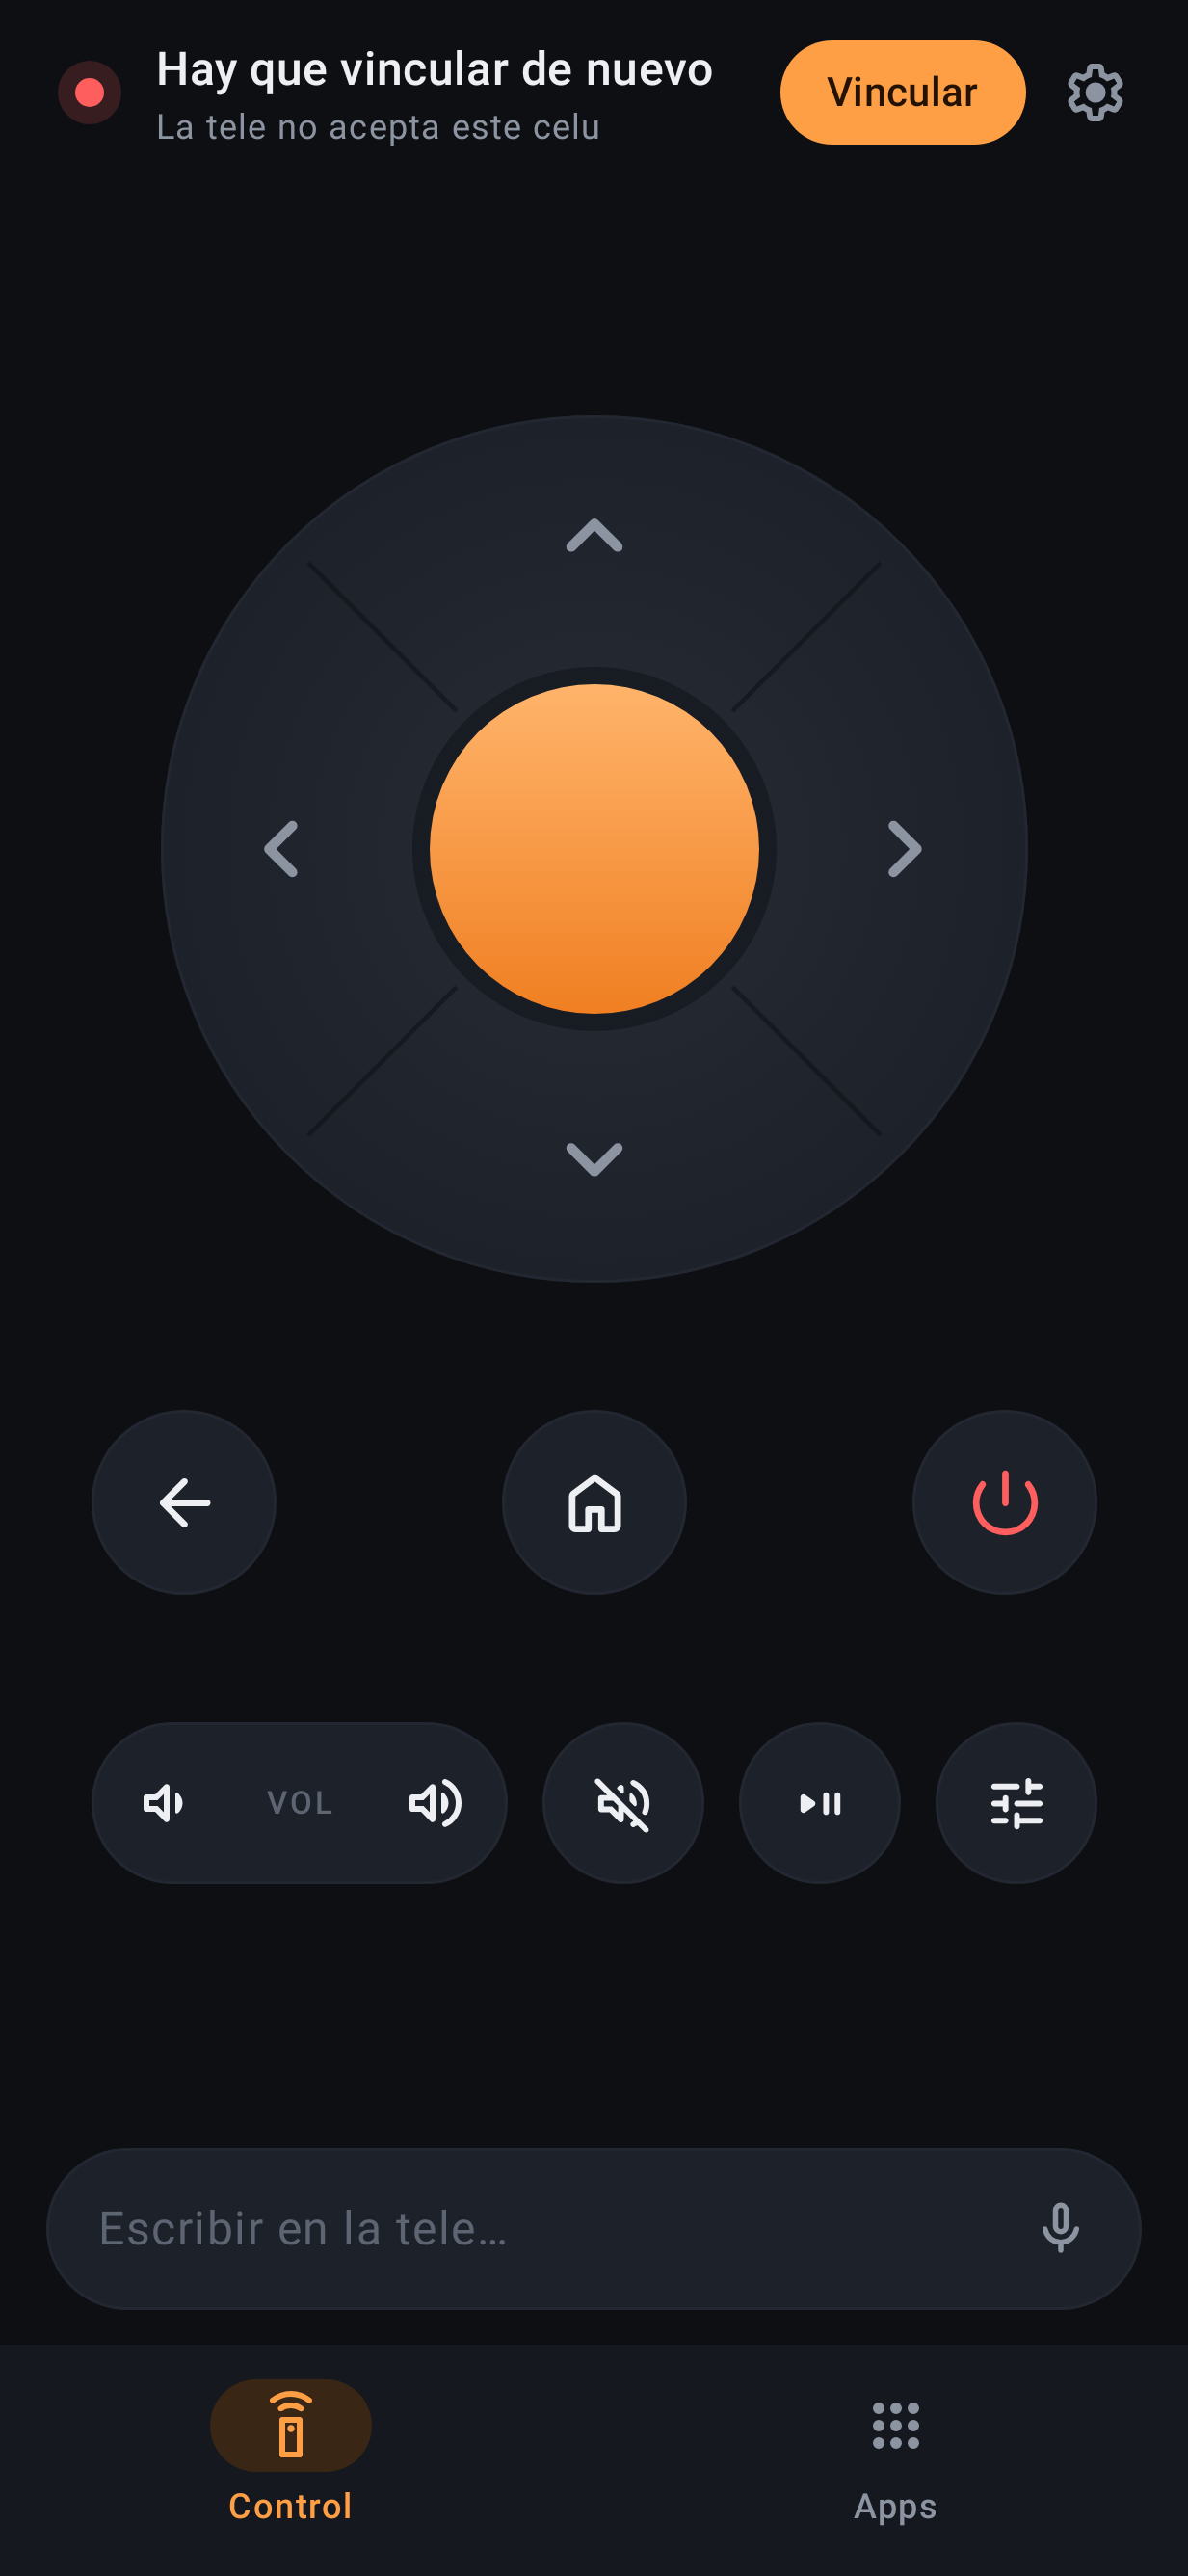 Hay que vincular de nuevo
La tele no acepta este celu
Vincular
VOL
Escribir en la tele…
Control
Apps